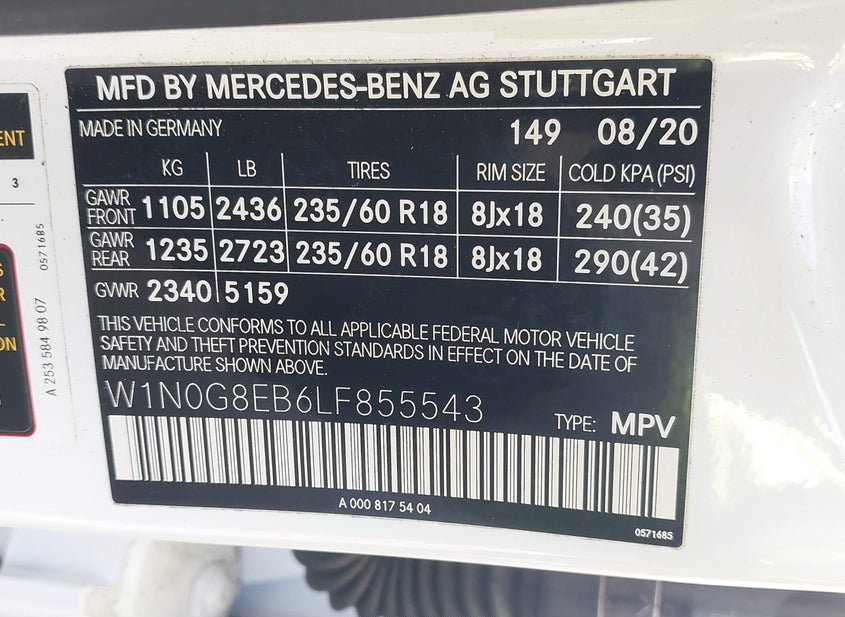 MFD BY MERCEDES-BENZ AG STUTTGART
MADE IN GERMANY 149 08/20
KG LB TIRES RIM SIZE COLD KPA (PSI)
GAWR FRONT 1105 2436 235/60 R18 8Jx18 240(35)
GAWR REAR 1235 2723 235/60 R18 8Jx18 290(42)
GVWR 2340 5159
THIS VEHICLE CONFORMS TO ALL APPLICABLE FEDERAL MOTOR VEHICLE
SAFETY AND THEFT PREVENTION STANDARDS IN EFFECT ON THE DATE OF
MANUFACTURE SHOWN ABOVE.
W1N0G8EB6LF855543
TYPE: MPV
A 000 817 54 04
0571685
3
0571685
A 253 584 98 07